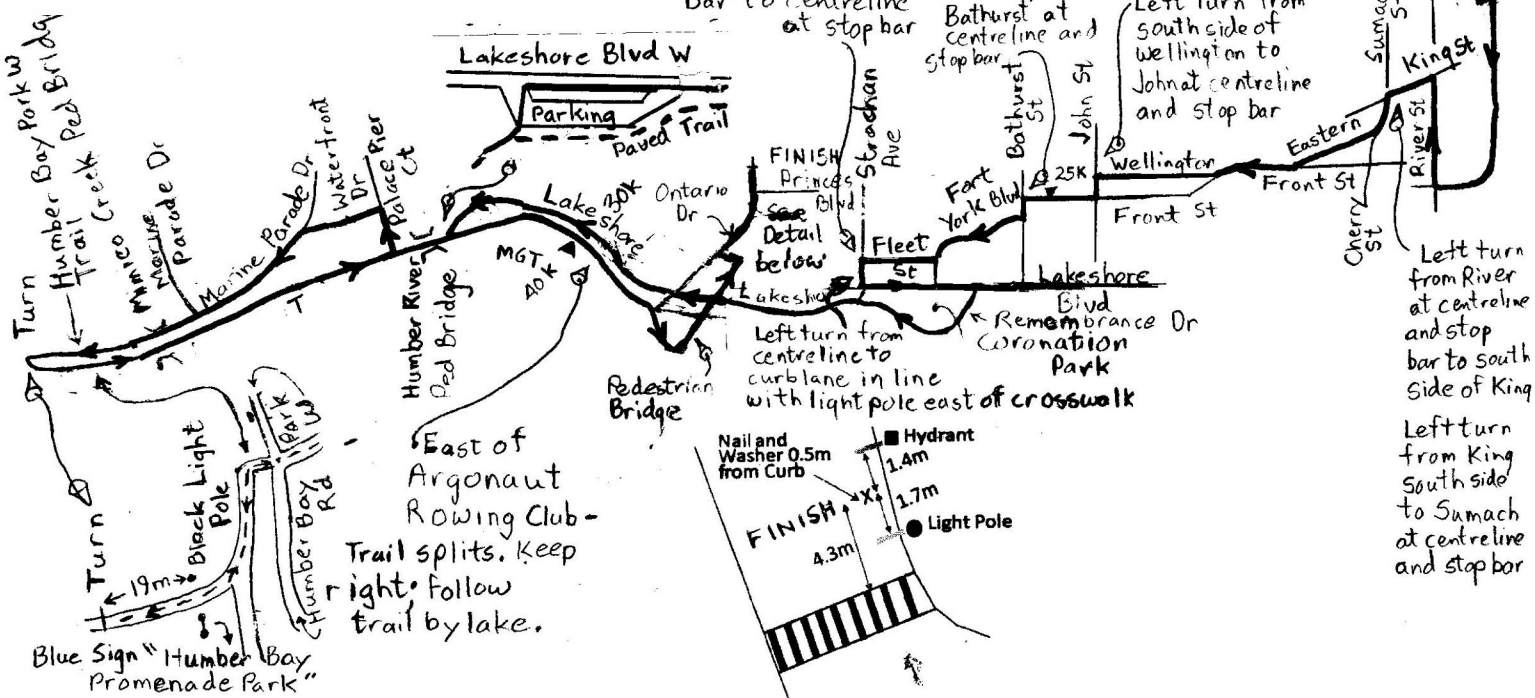 Bar to centreline
at stop bar
Bathurst at
centreline and
stop bar
Left turn from
south side of
Wellington to
John at centreline
and stop bar
Lakeshore Blvd W
Parking
Paved Trail
Turn
Humber Bay Park W
Trail
Mimico Creek Ped Bridge
Marine
Parade Dr
Marine Parade Dr
Waterfront
Dr
Palace Pier
Ct
Humber River
Ped Bridge
Lakeshore
30K
MGTK
40K
Ontario
Dr
FINISH
Princes
Blvd
See
Detail
below
Strachan
Ave
Fleet
St
Fort
York Blvd
Bathurst
St
25K
John St
Wellington
Front St
Front St
Eastern
Cherry
St
King St
River St
Lakeshore
Blvd
Remembrance Dr
Coronation
Park
Left turn from
centreline to
curb lane in line
with light pole east of crosswalk
Pedestrian
Bridge
Left turn
from River
at centreline
and stop
bar to south
side of King
Left turn
from King
South side
to Sumach
at centreline
and stop bar
East of
Argonaut
Rowing Club-
Trail splits. Keep
right. Follow
trail by lake.
Turn
19m
Black Light
Pole
Park
W
Humber Bay
Rd
Blue Sign "Humber Bay
Promenade Park"
Nail and
Washer 0.5m
from Curb
Hydrant
1.4m
X
1.7m
FINISH
Light Pole
4.3m